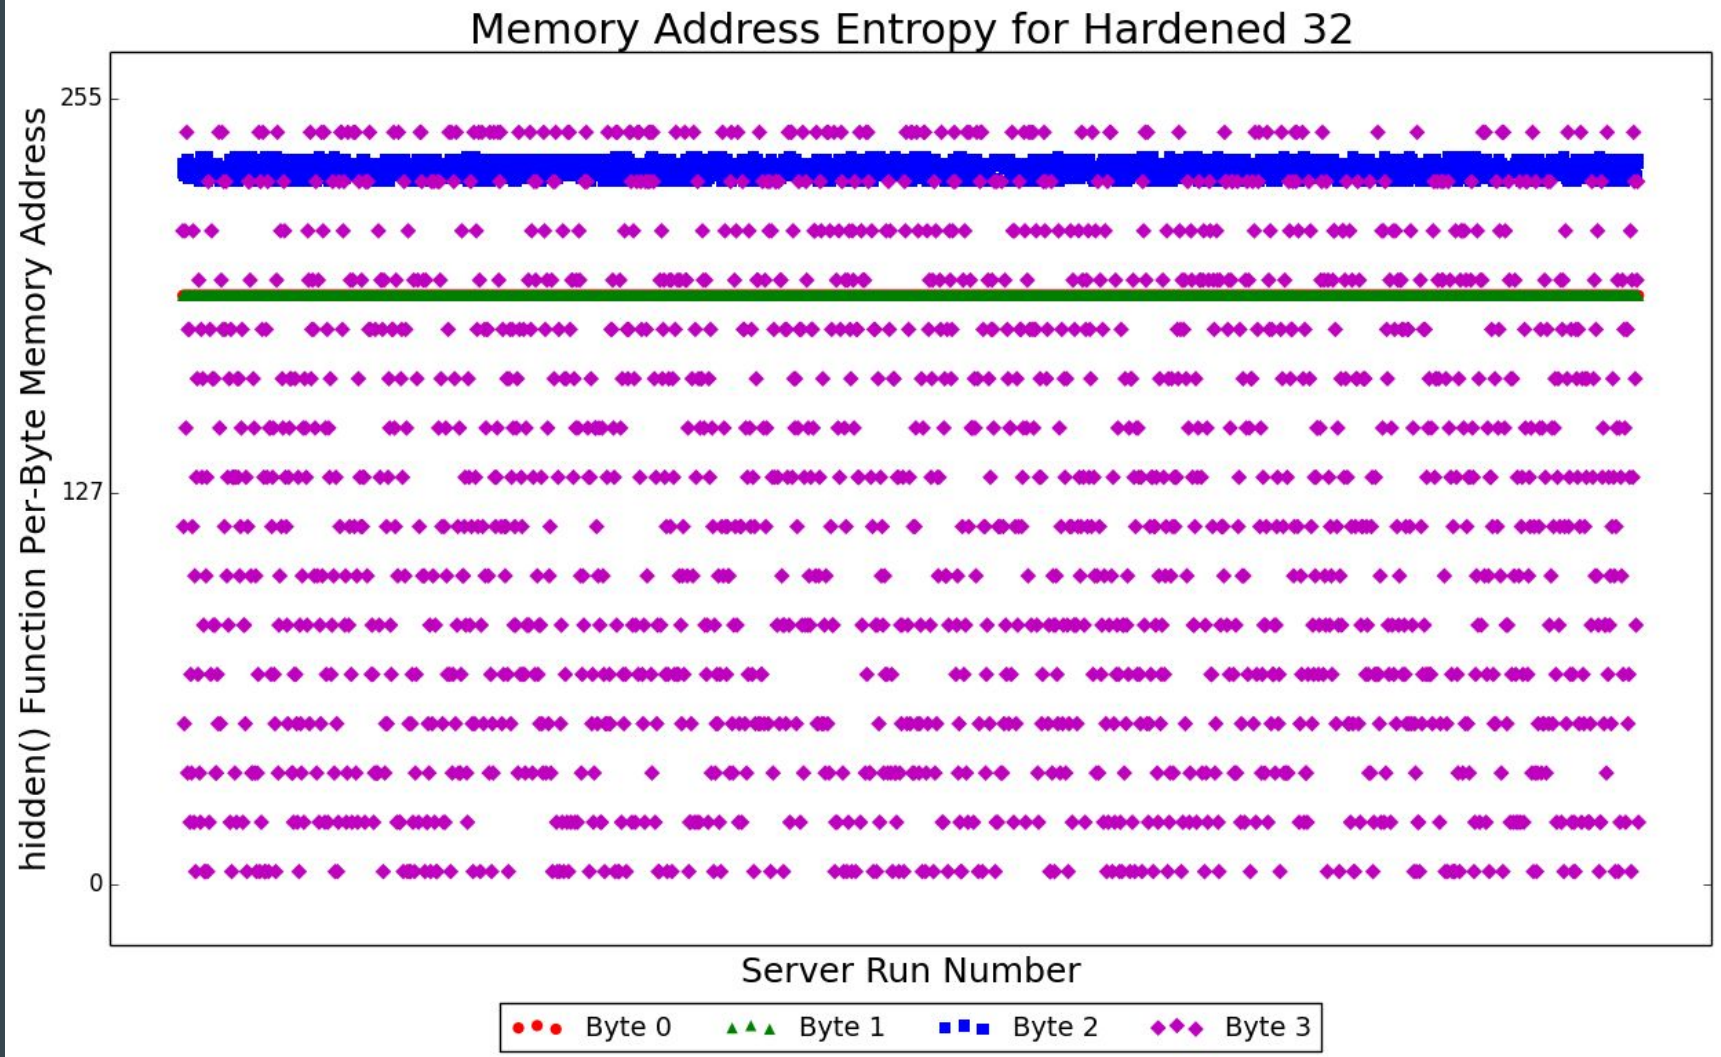 Memory Address Entropy for Hardened 32
hidden() Function Per-Byte Memory Address
255
127
0
Server Run Number
Byte 0 Byte 1 Byte 2 Byte 3